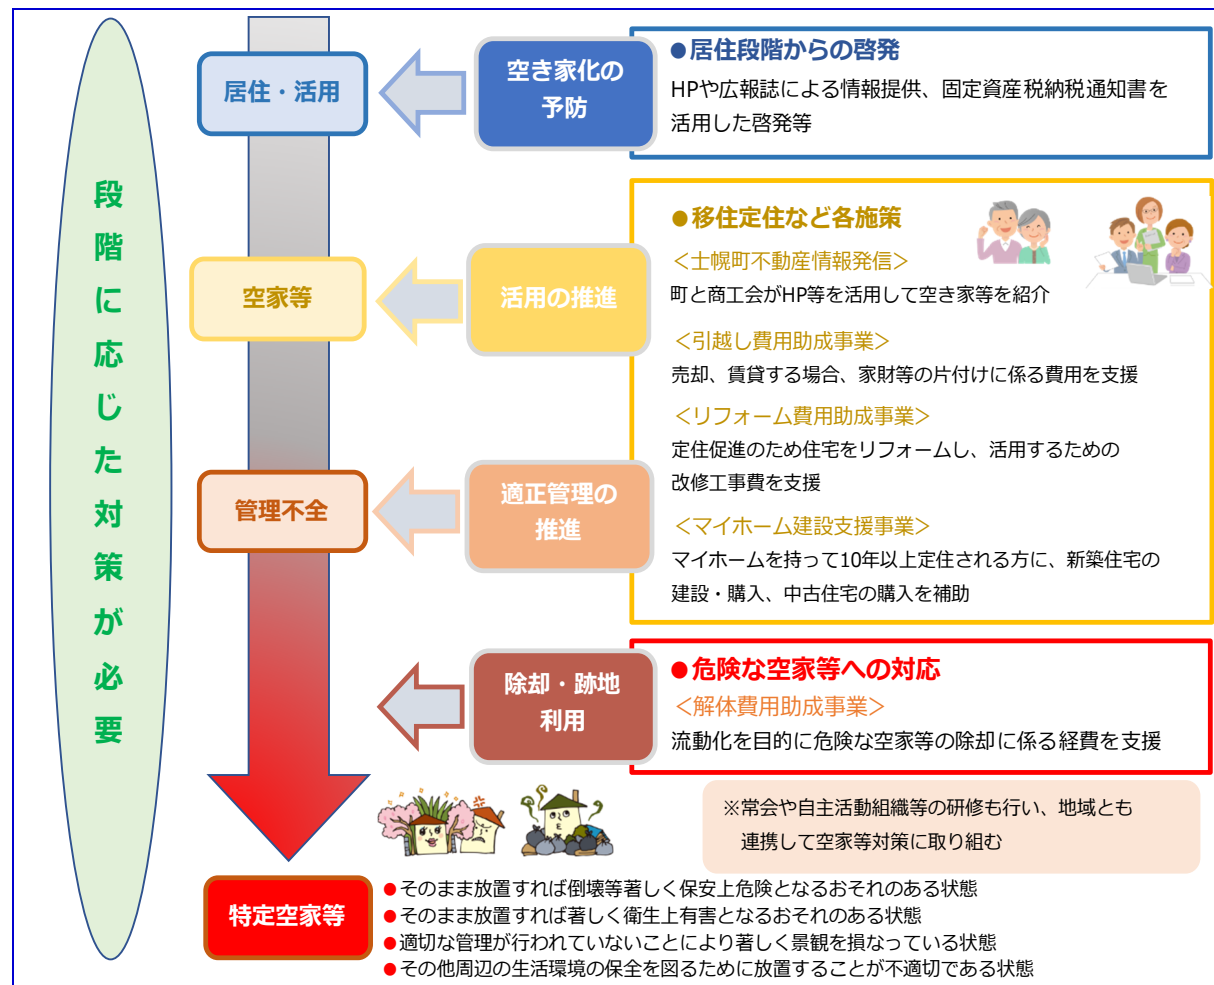 段階に応じた対策が必要
居住・活用
空き家化の
予防
●居住段階からの啓発
HPや広報誌による情報提供、固定資産税納税通知書を
活用した啓発等
空家等
活用の推進
●移住定住など各施策
＜士幌町不動産情報発信＞
町と商工会がHP等を活用して空き家等を紹介
＜引越し費用助成事業＞
売却、賃貸する場合、家財等の片付けに係る費用を支援
＜リフォーム費用助成事業＞
定住促進のため住宅をリフォームし、活用するための
改修工事費を支援
管理不全
適正管理の
推進
＜マイホーム建設支援事業＞
マイホームを持って10年以上定住される方に、新築住宅の
建設・購入、中古住宅の購入を補助
除却・跡地
利用
●危険な空家等への対応
＜解体費用助成事業＞
流動化を目的に危険な空家等の除却に係る経費を支援
※常会や自主活動組織等の研修も行い、地域とも
連携して空家等対策に取り組む
特定空家等
●そのまま放置すれば倒壊等著しく保安上危険となるおそれのある状態
●そのまま放置すれば著しく衛生上有害となるおそれのある状態
●適切な管理が行われていないことにより著しく景観を損なっている状態
●その他周辺の生活環境の保全を図るために放置することが不適切である状態